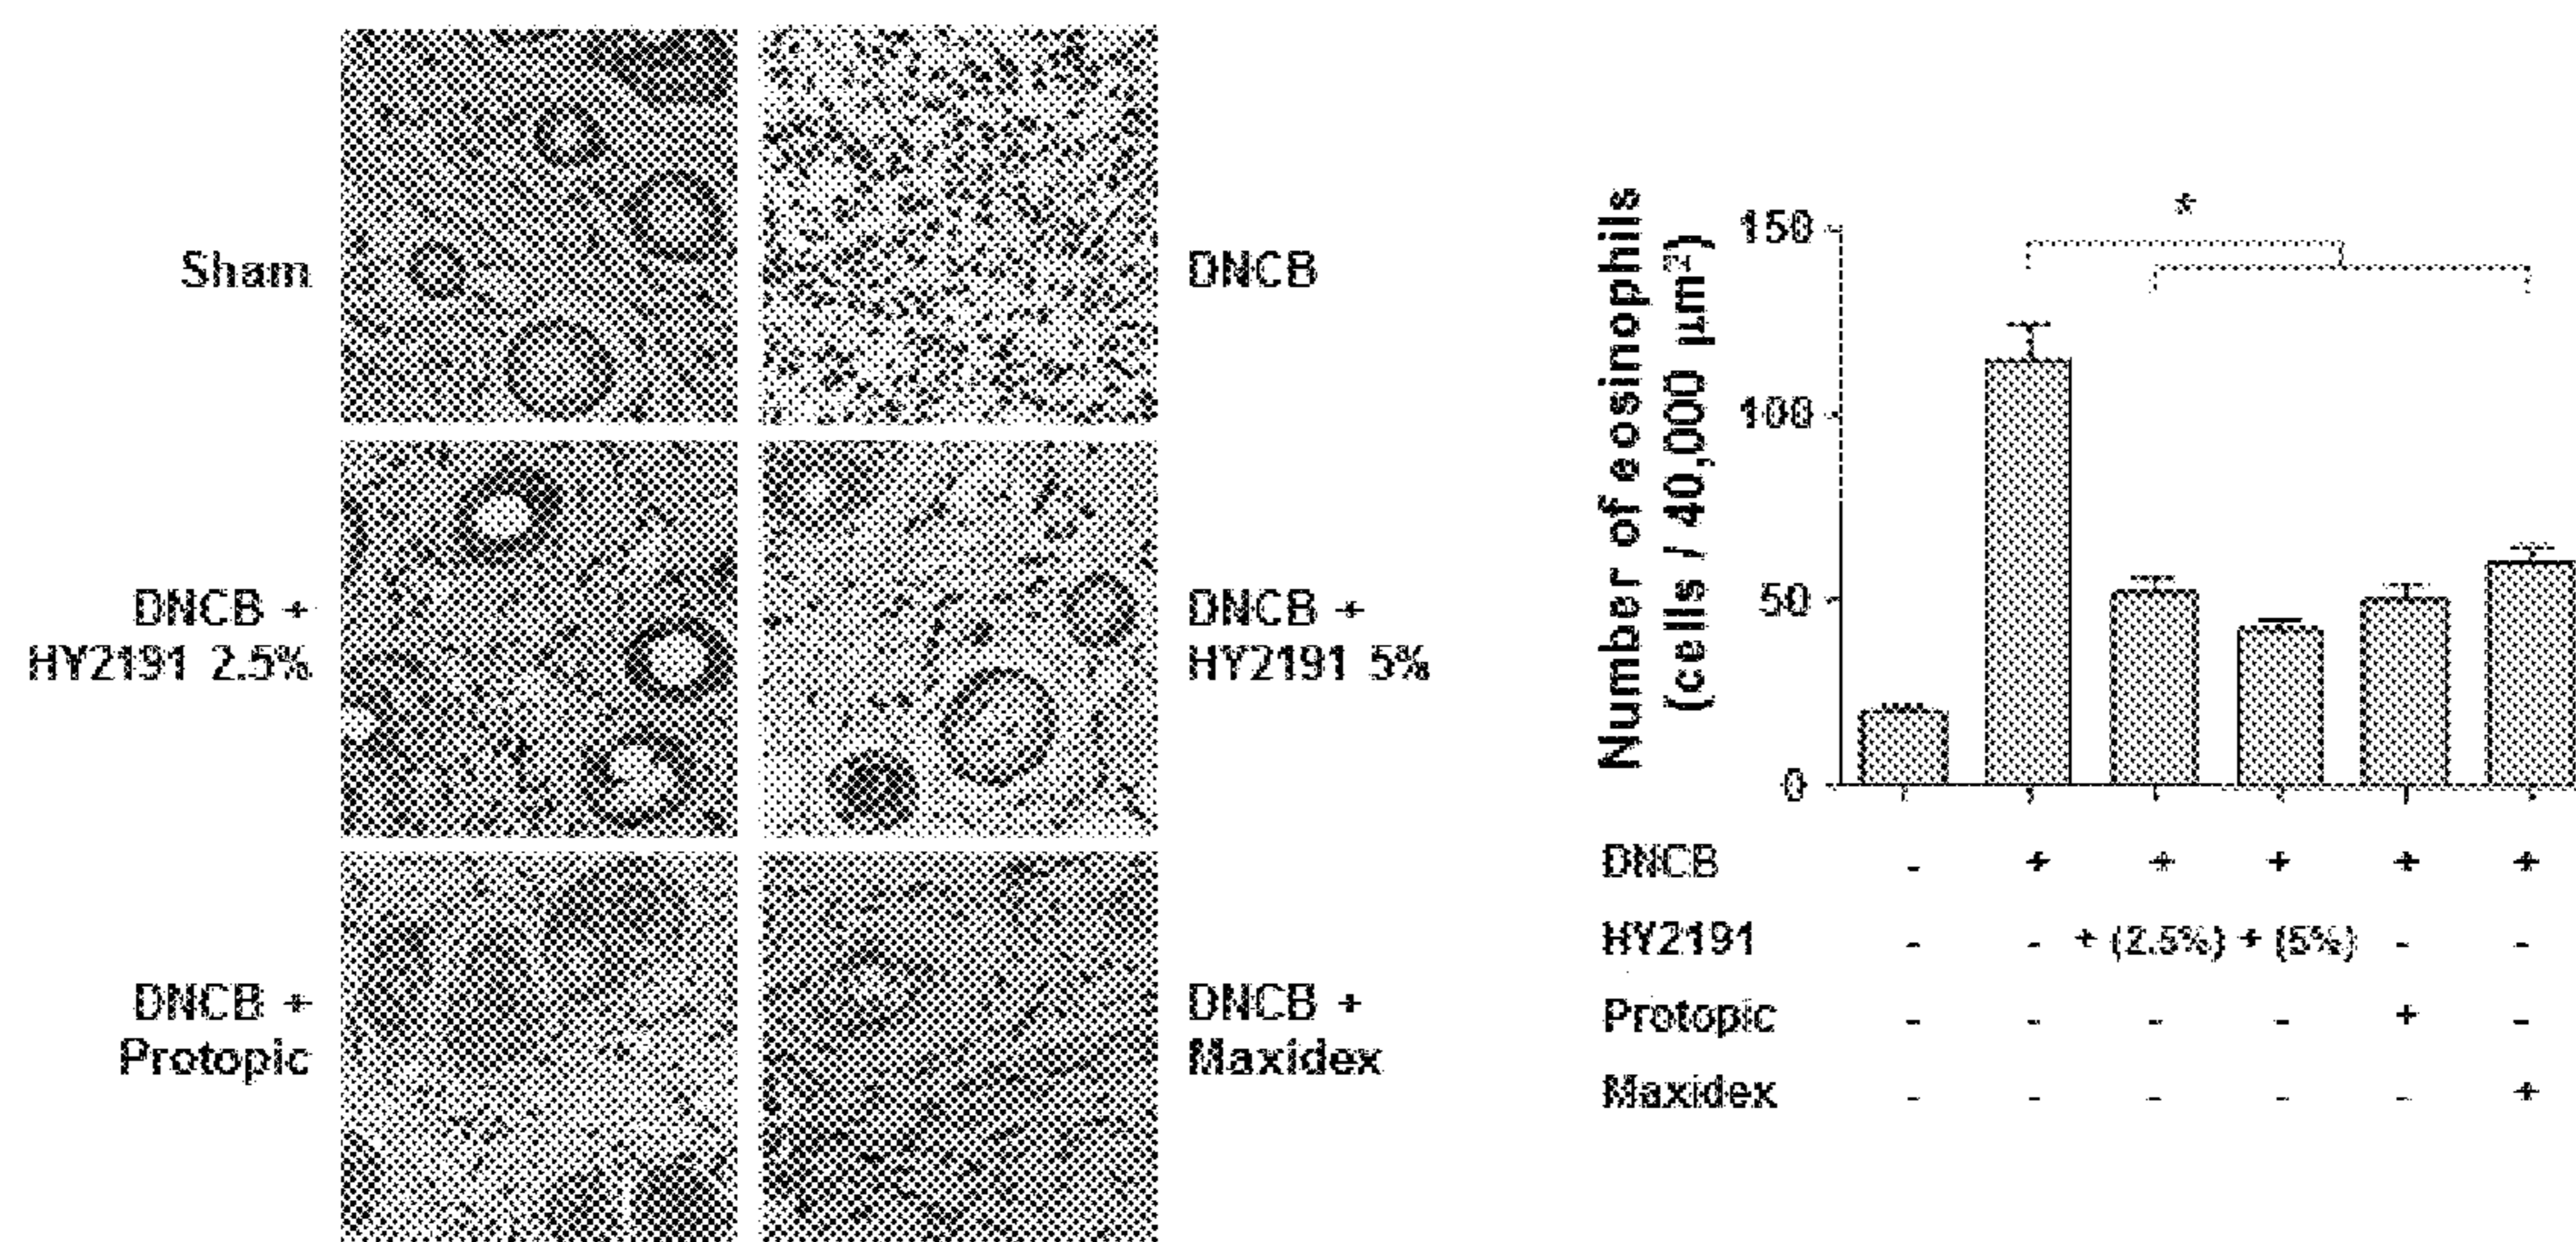 Sham
DNCB
DNCB +
HY2191 2.5%
DNCB +
HY2191 5%
DNCB +
Protopic
DNCB +
Maxidex
Number of eosinophils
(cells / 40,000 μm²)
*
150
100
50
0
DNCB - + + + + +
HY2191 - - + (2.5%) + (5%) - -
Protopic - - - - + -
Maxidex - - - - - +